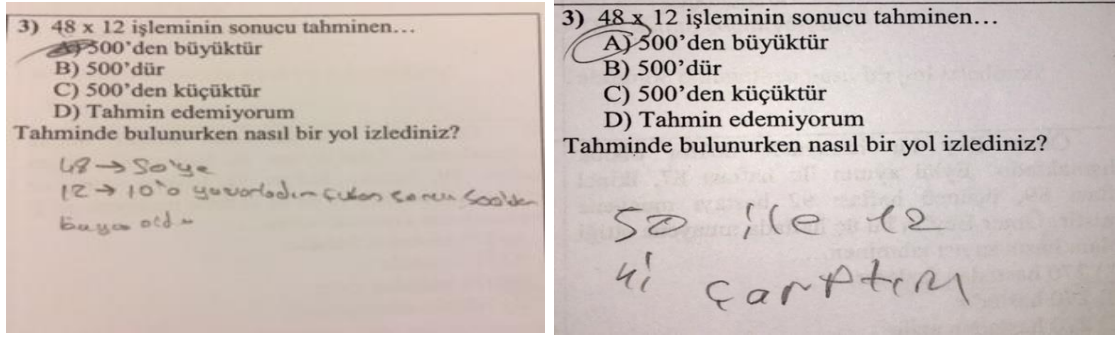 3) 48 x 12 işleminin sonucu tahminen…
A) 500'den büyüktür
B) 500'dür
C) 500'den küçüktür
D) Tahmin edemiyorum
Tahminde bulunurken nasıl bir yol izlediniz?
48 → 50'ye
12 → 10'a yuvarladım çıkan sonuç 500'den
büyük oldu
3) 48 x 12 işleminin sonucu tahminen…
A) 500'den büyüktür
B) 500'dür
C) 500'den küçüktür
D) Tahmin edemiyorum
Tahminde bulunurken nasıl bir yol izlediniz?
50 ile 12
yi çarptım